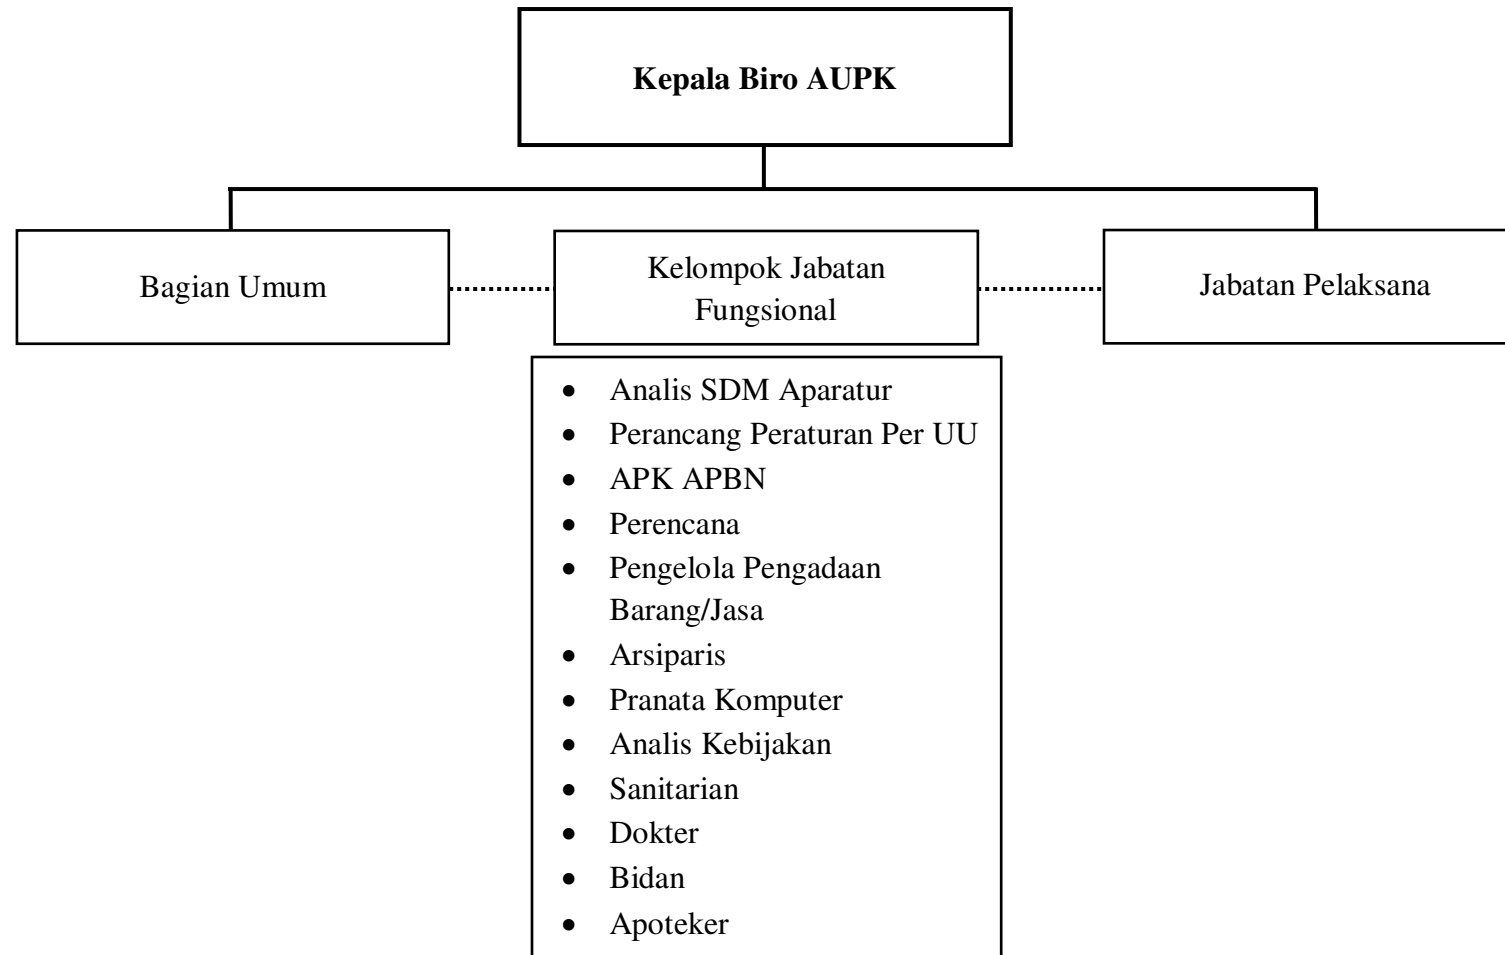 Kepala Biro AUPK
Bagian Umum
Kelompok Jabatan
Fungsional
Jabatan Pelaksana
• Analis SDM Aparatur
• Perancang Peraturan Per UU
• APK APBN
• Perencana
• Pengelola Pengadaan
Barang/Jasa
• Arsiparis
• Pranata Komputer
• Analis Kebijakan
• Sanitarian
• Dokter
• Bidan
• Apoteker